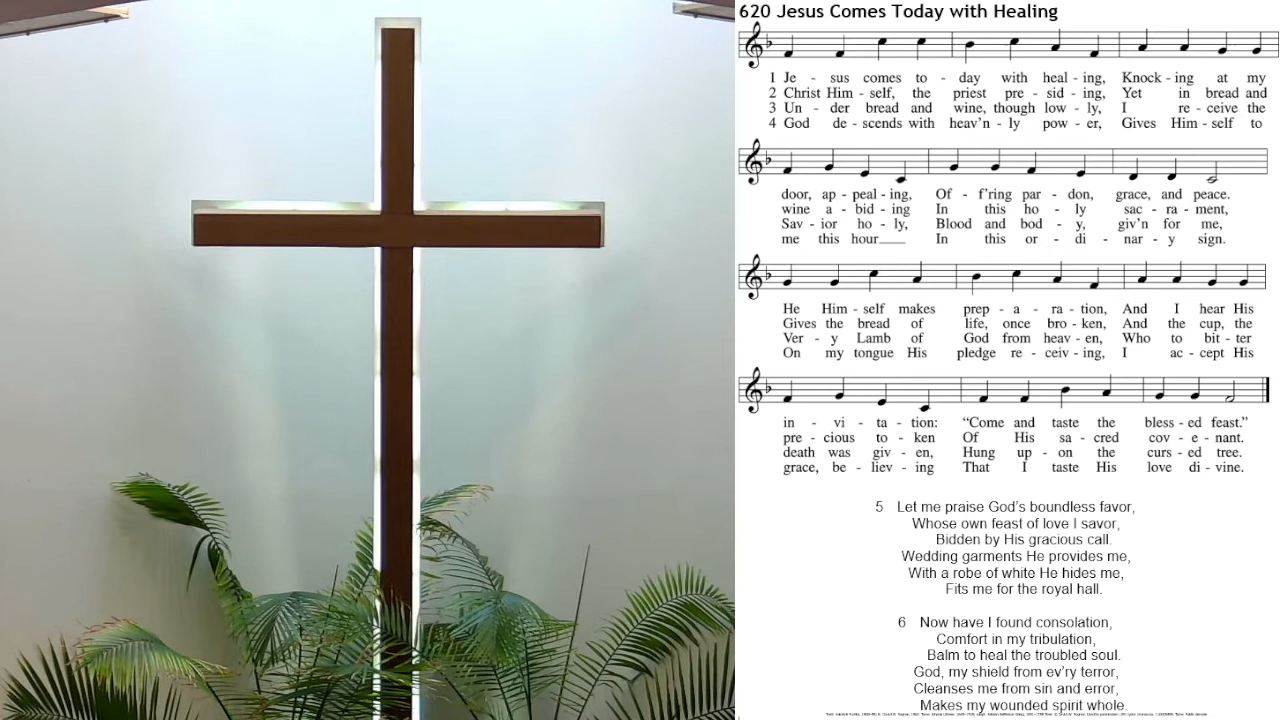 620 Jesus Comes Today with Healing
1 Je - sus comes to - day with heal - ing, Knock - ing at my
2 Christ Him - self, the priest pre - sid - ing, Yet in bread and
3 Un - der bread and wine, though low - ly, I re - ceive the
4 God de - scends with heav'n - ly pow - er, Gives Him - self to
door, ap - peal - ing, Of - f'ring par - don, grace, and peace.
wine a - bid - ing In this ho - ly sac - ra - ment,
Sav - ior ho - ly, Blood and bod - y, giv'n for me,
me this hour___ In this or - di - nar - y sign.
He Him - self makes prep - a - ra - tion, And I hear His
Gives the bread of life, once bro - ken, And the cup, the
Ver - y Lamb of God from heav - en, Who to bit - ter
On my tongue His pledge re - ceiv - ing, I ac - cept His
in - vi - ta - tion: “Come and taste the bless - ed feast.”
pre - cious to - ken Of His sa - cred cov - e - nant.
death was giv - en, Hung up - on the curs - ed tree.
grace, be - liev - ing That I taste His love di - vine.
5 Let me praise God's boundless favor,
Whose own feast of love I savor,
Bidden by His gracious call.
Wedding garments He provides me,
With a robe of white He hides me,
Fits me for the royal hall.
6 Now have I found consolation,
Comfort in my tribulation,
Balm to heal the troubled soul.
God, my shield from ev'ry terror,
Cleanses me from sin and error,
Makes my wounded spirit whole.